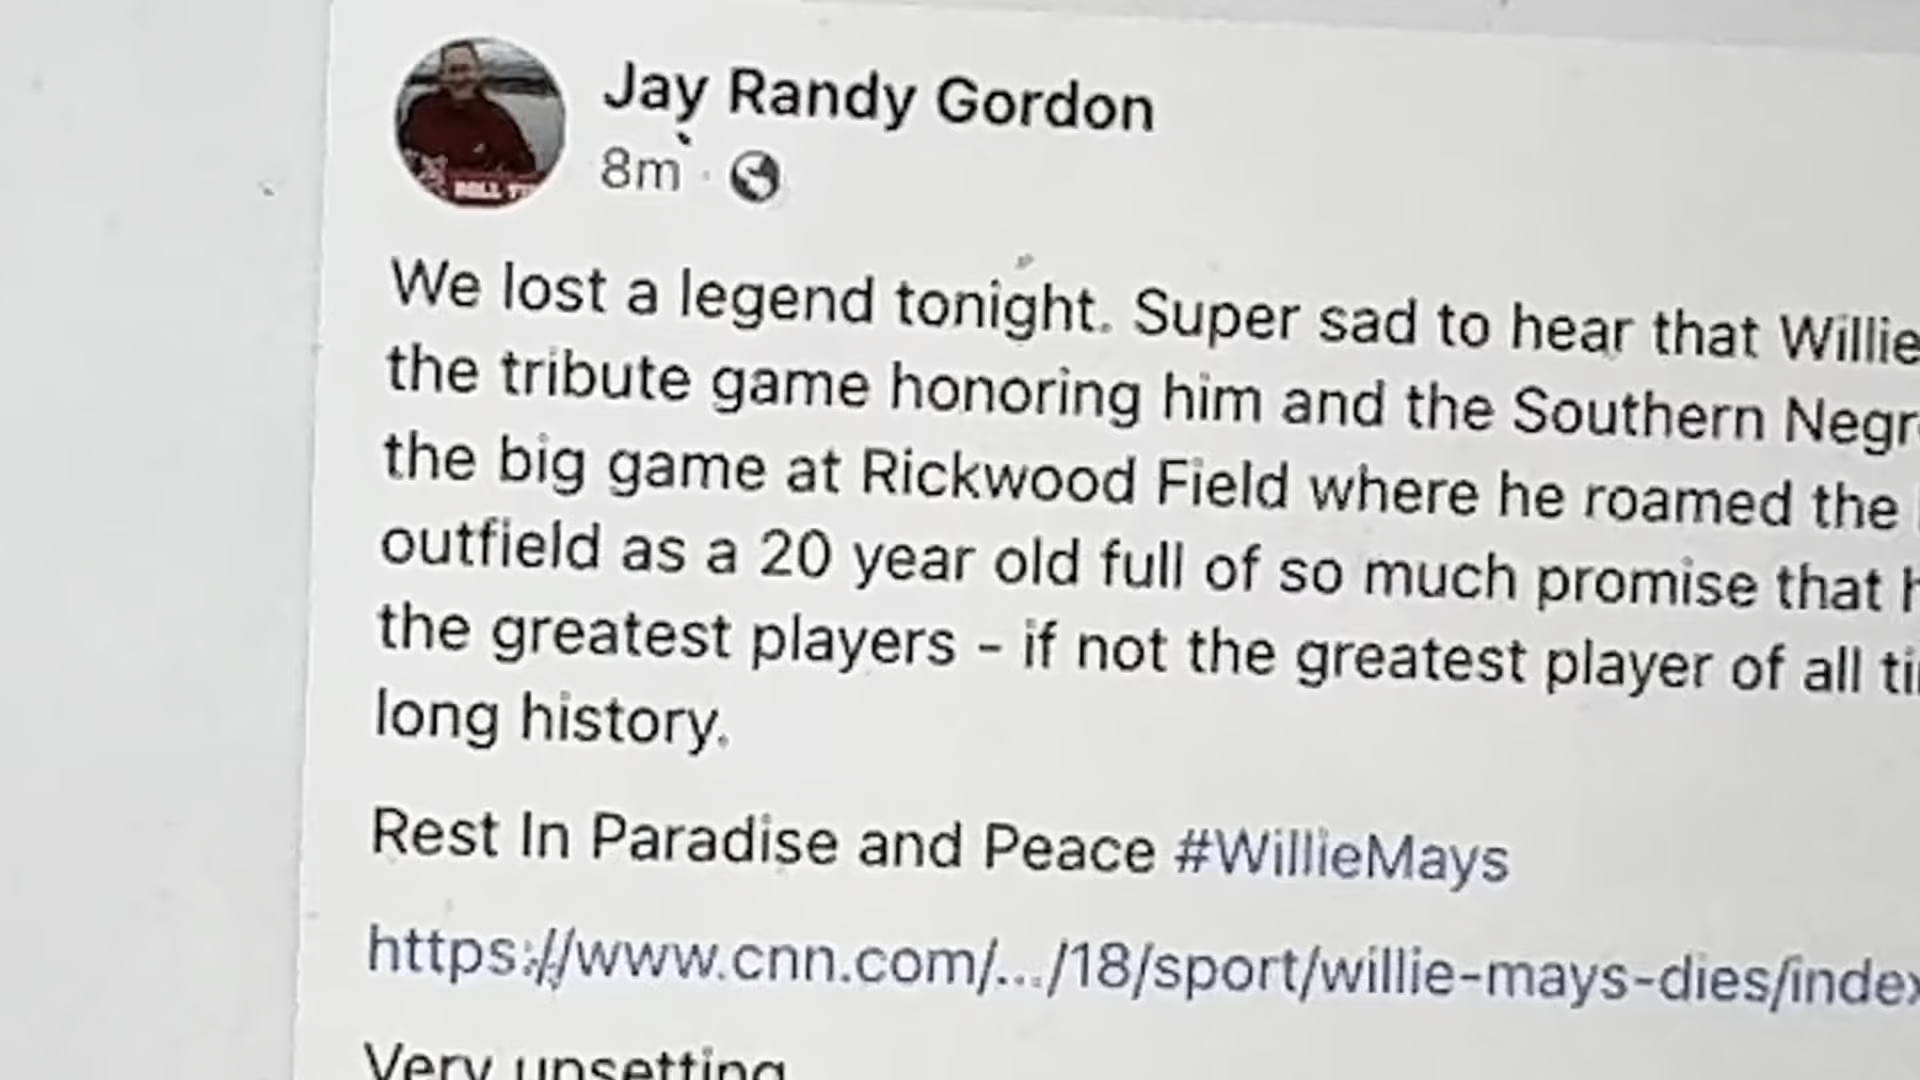 Jay Randy Gordon
8m ·
We lost a legend tonight. Super sad to hear that Willie
the tribute game honoring him and the Southern Negr
the big game at Rickwood Field where he roamed the
outfield as a 20 year old full of so much promise that h
the greatest players - if not the greatest player of all ti
long history.
Rest In Paradise and Peace #WillieMays
https://www.cnn.com/.../18/sport/willie-mays-dies/index
Very upsetting